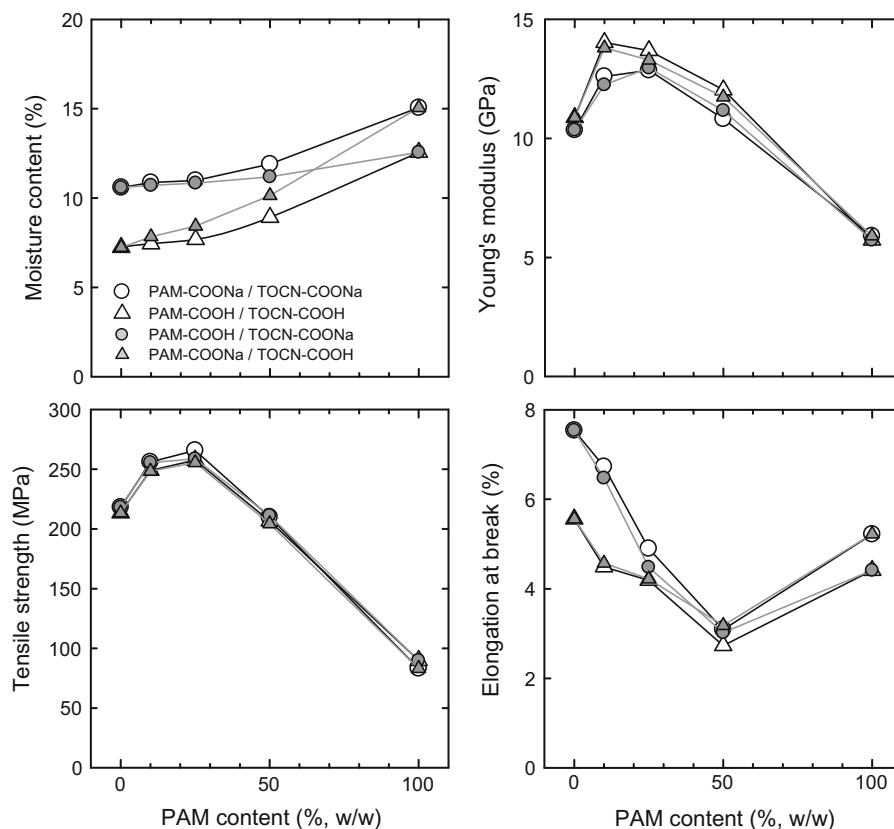 20
15
10
5
0
Moisture content (%)
PAM-COONa / TOCN-COONa
PAM-COOH / TOCN-COOH
PAM-COOH / TOCN-COONa
PAM-COONa / TOCN-COOH
15
10
5
0
Young's modulus (GPa)
300
250
200
150
100
50
0
Tensile strength (MPa)
0 50 100
PAM content (%, w/w)
8
6
4
2
0
Elongation at break (%)
0 50 100
PAM content (%, w/w)